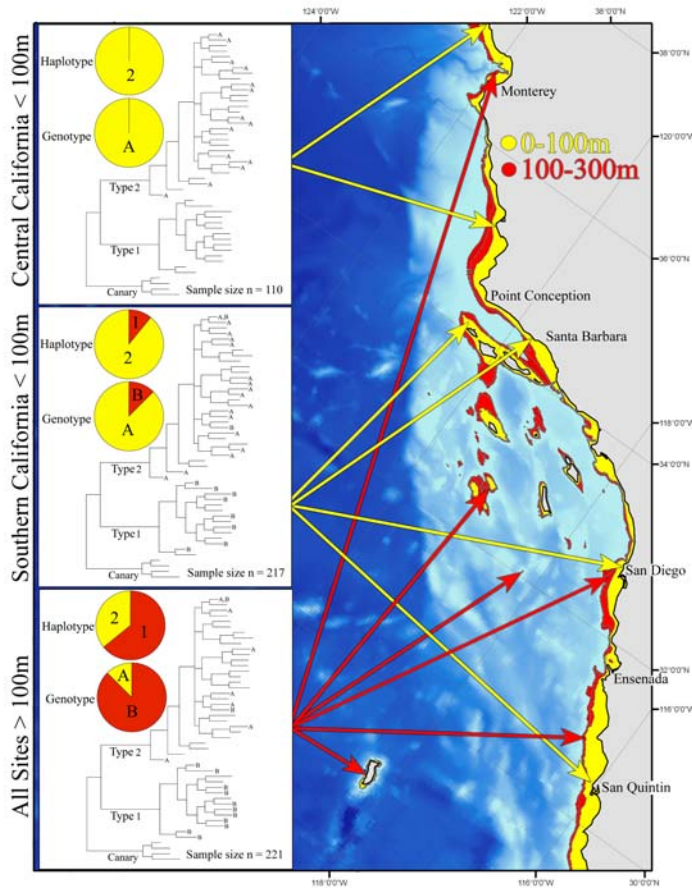 124°0'0"W
122°0'0"W
38°0'0"N
Central California < 100m
Haplotype
2
Genotype
A
Type 2
Type 1
Canary
Sample size n = 110
Southern California < 100m
Haplotype
1
2
Genotype
B
A
A,B
Type 2
Type 1
Canary
Sample size n = 217
All Sites > 100m
Haplotype
2
1
Genotype
A
B
A,B
Type 2
Type 1
Canary
Sample size n = 221
Monterey
0-100m
100-300m
Point Conception
Santa Barbara
San Diego
Ensenada
San Quintin
38°0'0"N
120°0'0"W
36°0'0"N
118°0'0"W
34°0'0"N
32°0'0"N
116°0'0"W
118°0'0"W
116°0'0"W
30°0'0"N